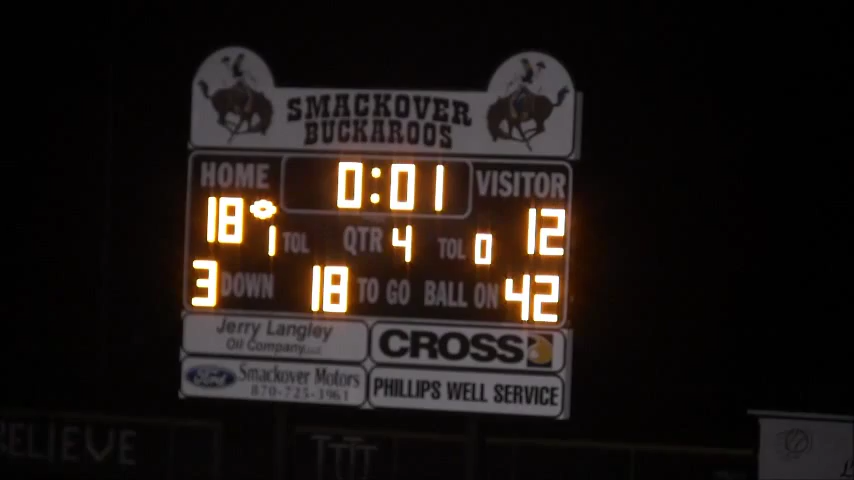 SMACKOVER
BUCKAROOS
HOME 0:01 VISITOR
18 1 TOL QTR 4 TOL 0 12
3 DOWN 18 TO GO BALL ON 42
Jerry Langley
Oil Company, LLC
CROSS
Ford Smackover Motors
870-725-1961
PHILLIPS WELL SERVICE
BELIEVE